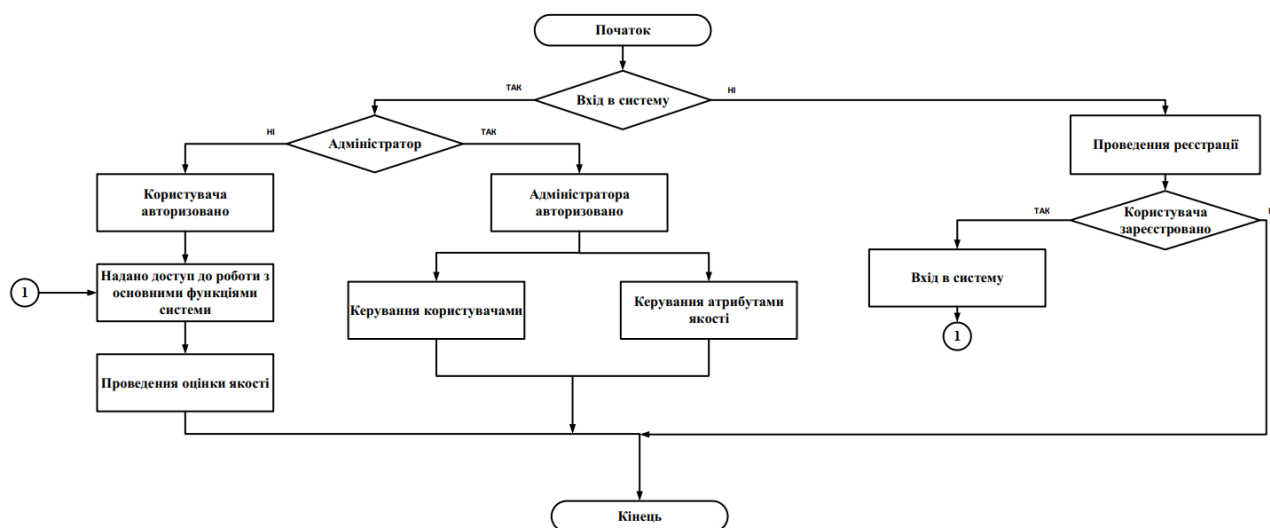 Початок
ТАК
Вхід в систему
НІ
НІ
Адміністратор
ТАК
Проведення реєстрації
Користувача
авторизовано
Адміністратора
авторизовано
ТАК
Користувача
зареєстровано
1
Надано доступ до роботи з
основними функціями
системи
Керування користувачами
Керування атрибутами
якості
Вхід в систему
1
Проведення оцінки якості
Кінець